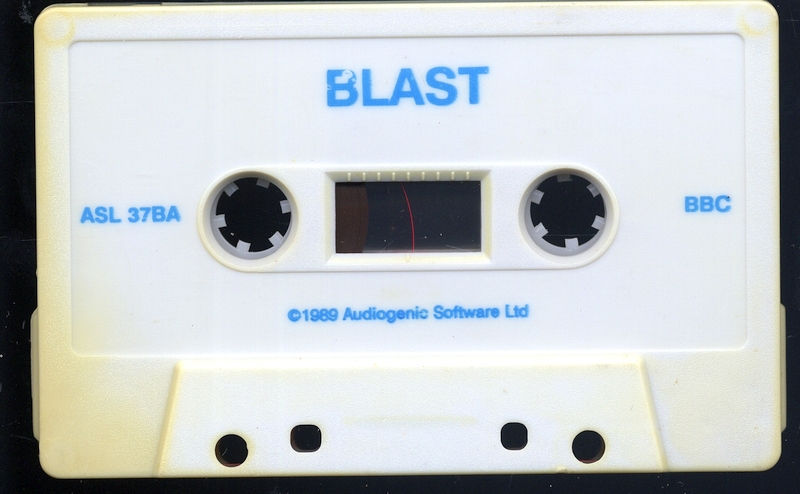 BLAST
ASL 37BA
BBC
©1989 Audiogenic Software Ltd